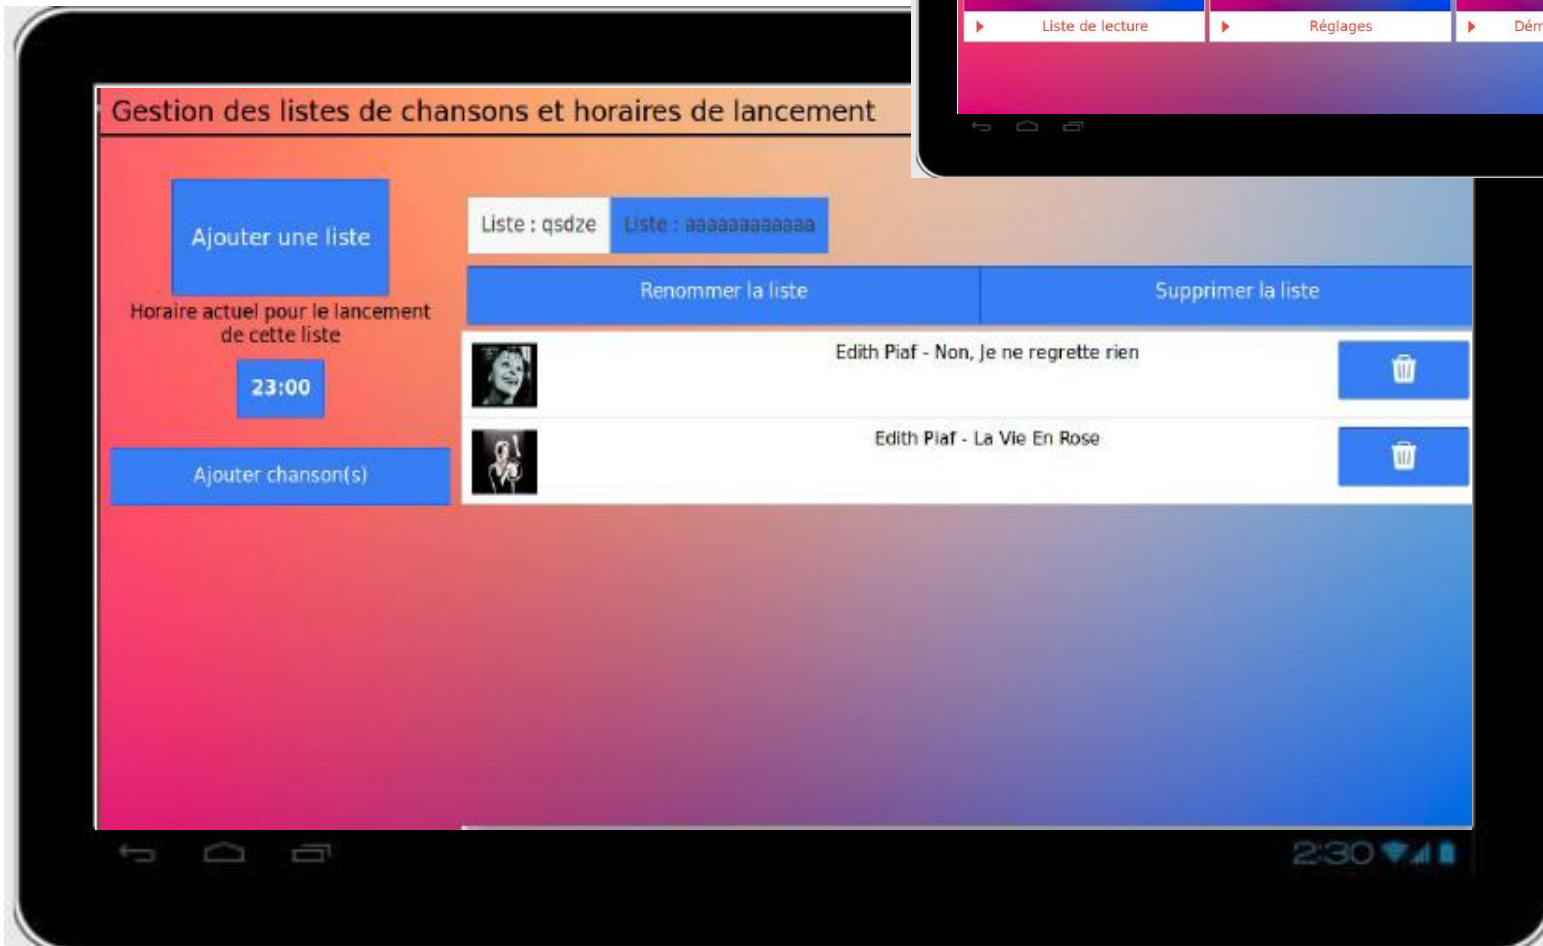 Liste de lecture
Réglages
Dém
Gestion des listes de chansons et horaires de lancement
Ajouter une liste
Horaire actuel pour le lancement
de cette liste
23:00
Ajouter chanson(s)
Liste : qsdze
Liste : aaaaaaaaaaaa
Renommer la liste
Supprimer la liste
Edith Piaf - Non, Je ne regrette rien
Edith Piaf - La Vie En Rose
2:30